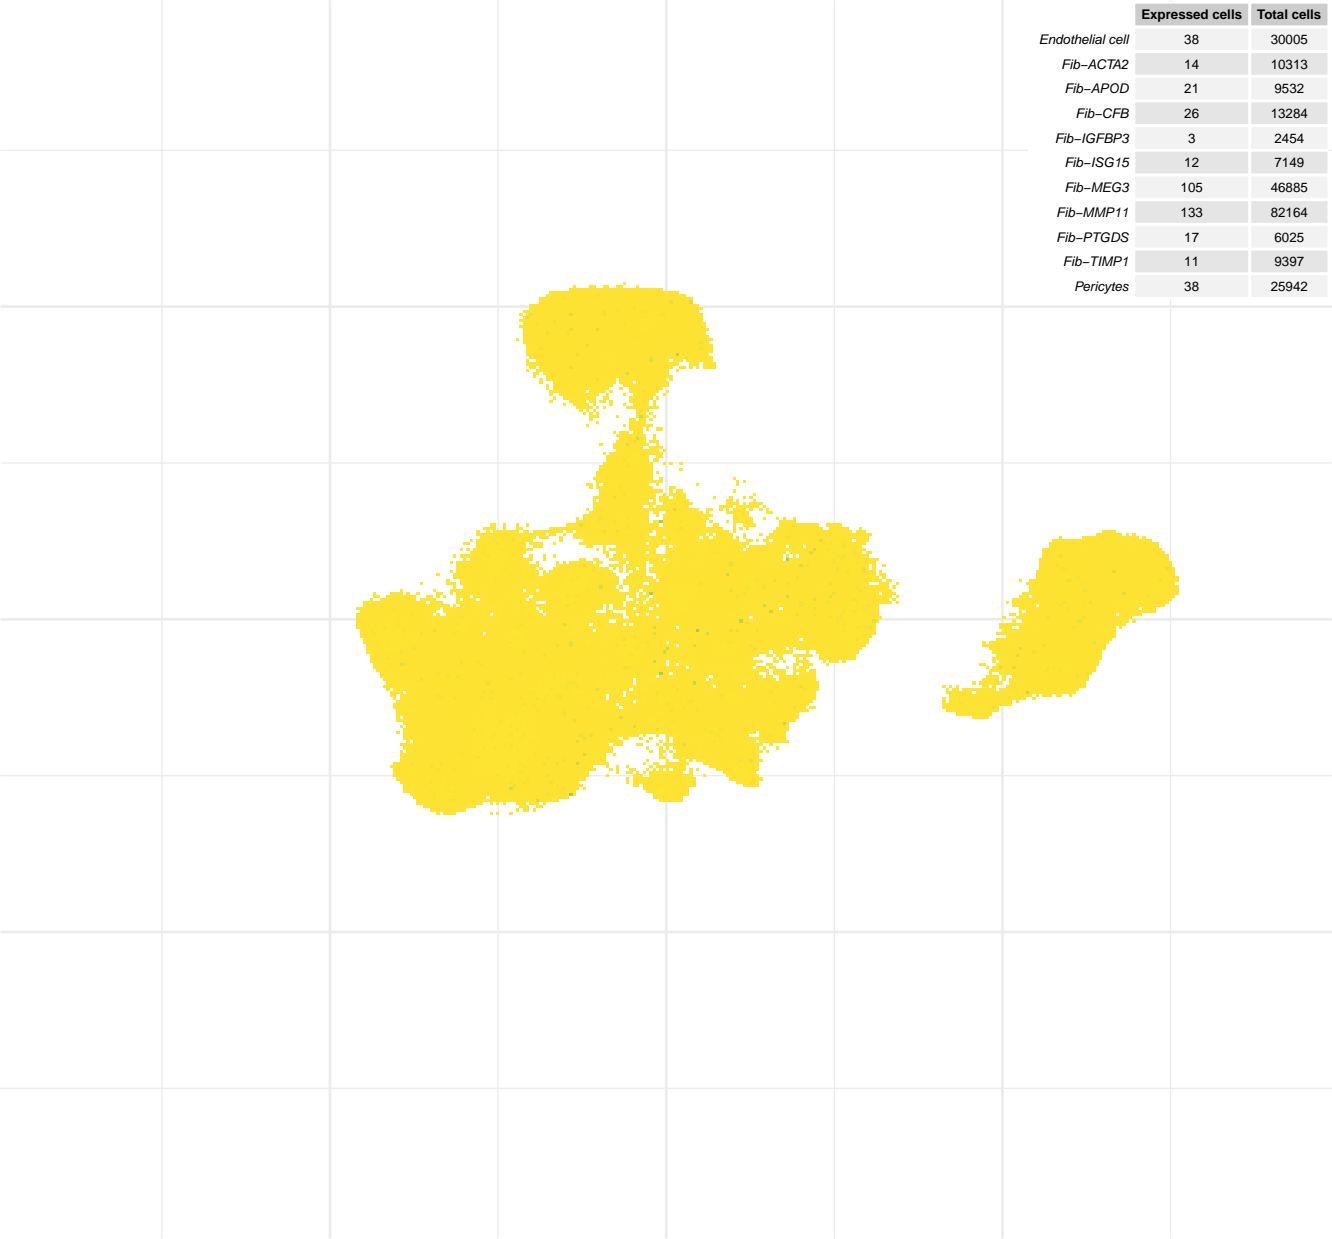 Expressed cells Total cells
Endothelial cell 38 30005
Fib−ACTA2 14 10313
Fib−APOD 21 9532
Fib−CFB 26 13284
Fib−IGFBP3 3 2454
Fib−ISG15 12 7149
Fib−MEG3 105 46885
Fib−MMP11 133 82164
Fib−PTGDS 17 6025
Fib−TIMP1 11 9397
Pericytes 38 25942